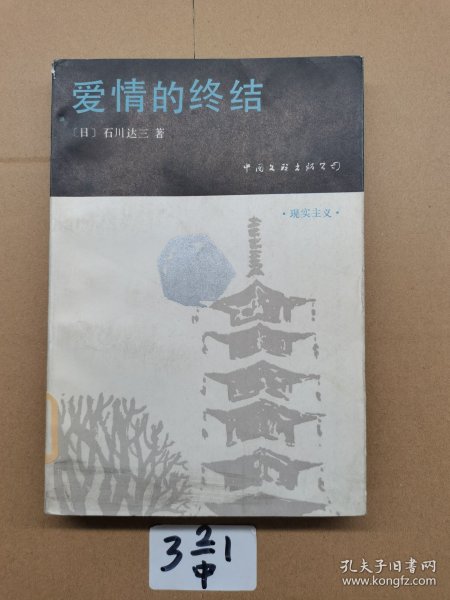 爱情的终结
〔日〕石川达三 著
中国文联出版公司
·现实主义·
3 2/中 1
孔夫子旧书网
www.kongfz.com